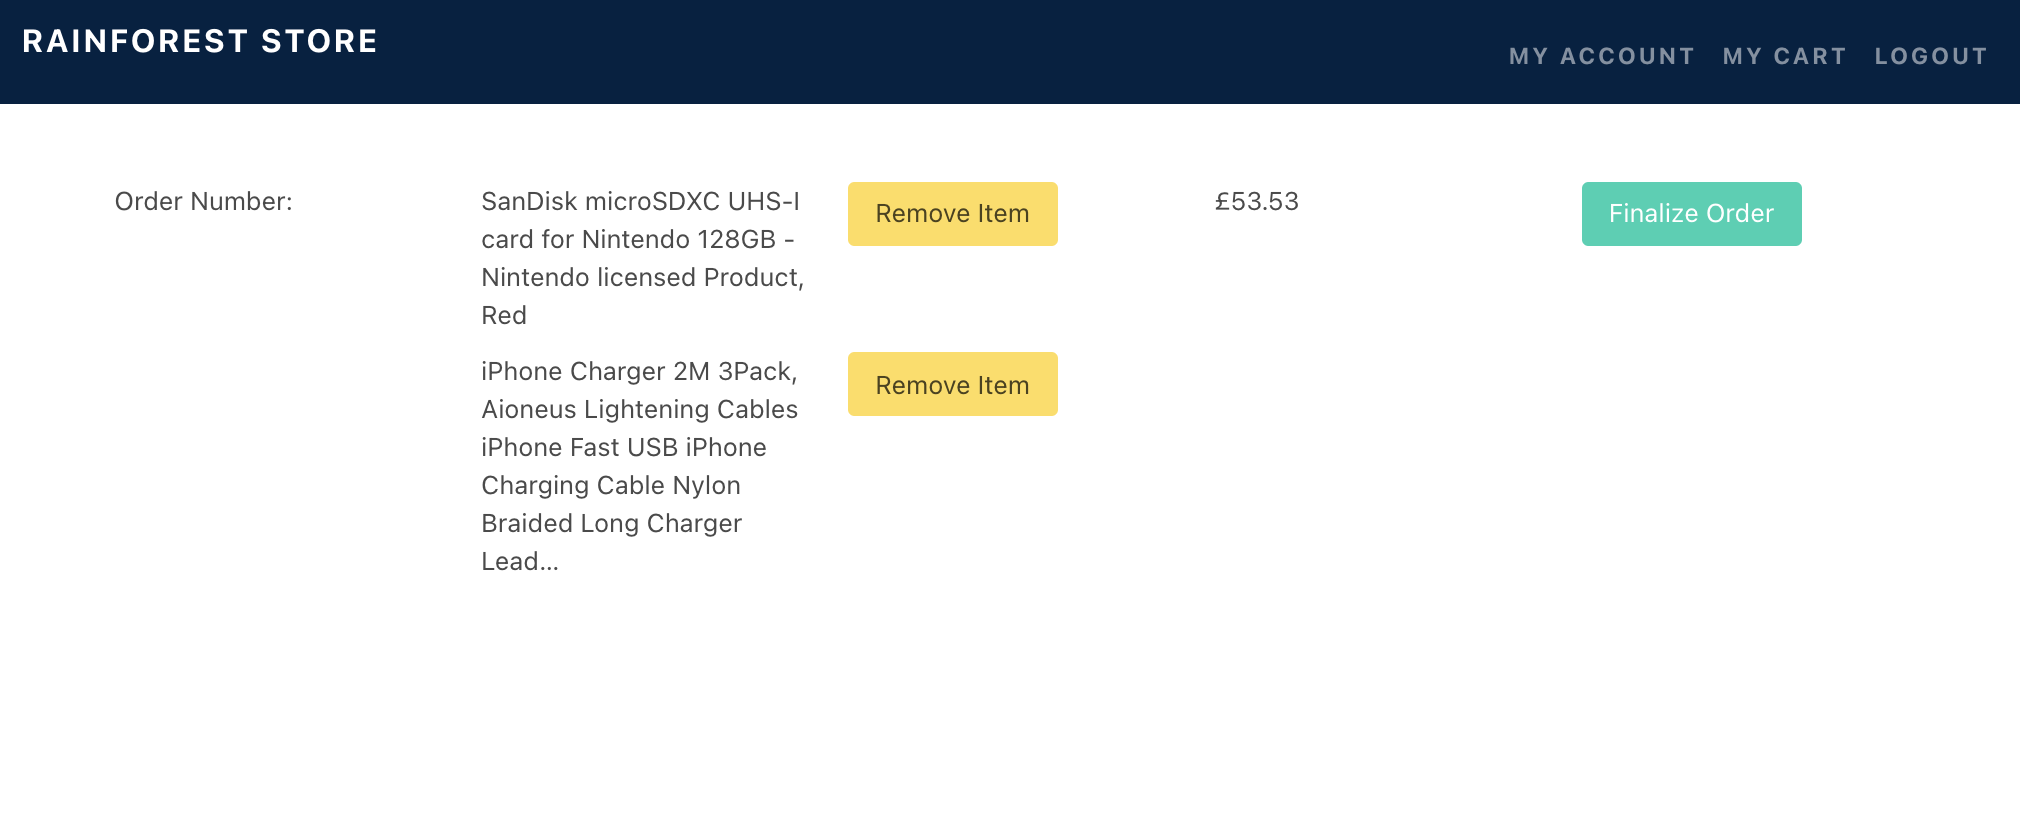 RAINFOREST STORE
MY ACCOUNT MY CART LOGOUT
Order Number:
SanDisk microSDXC UHS-I
card for Nintendo 128GB -
Nintendo licensed Product,
Red
Remove Item
£53.53
Finalize Order
iPhone Charger 2M 3Pack,
Aioneus Lightening Cables
iPhone Fast USB iPhone
Charging Cable Nylon
Braided Long Charger
Lead...
Remove Item